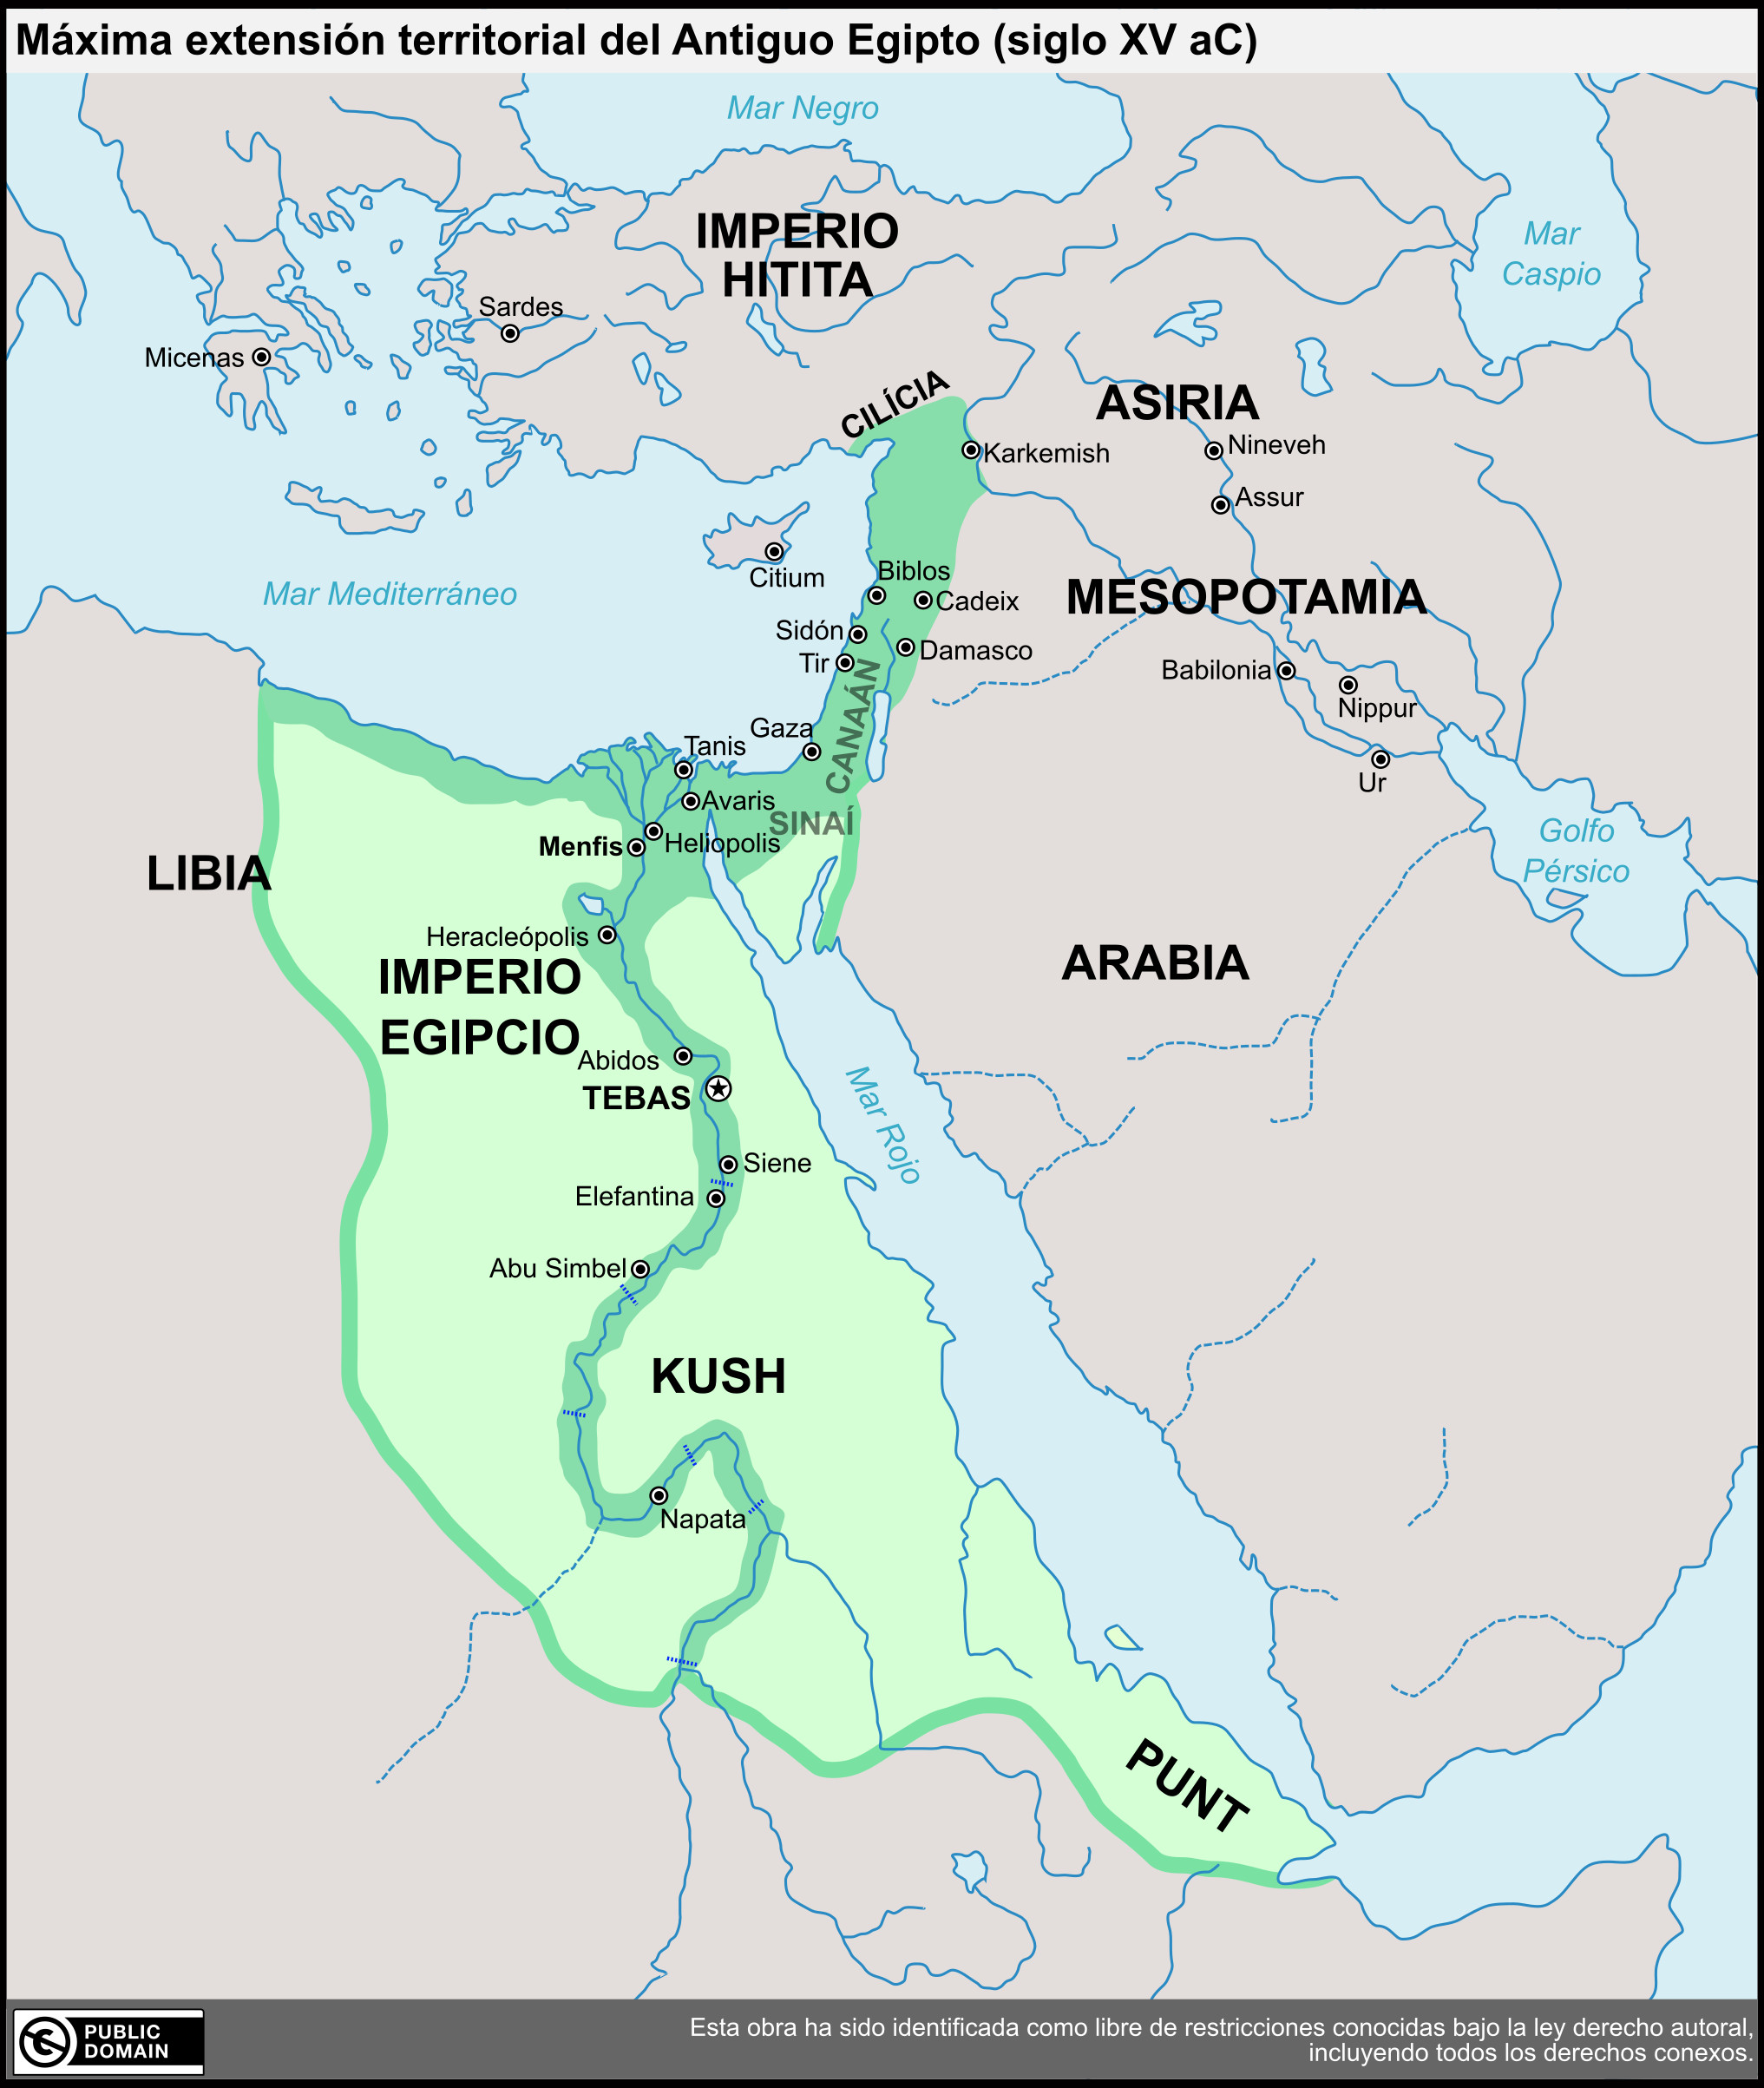 Máxima extensión territorial del Antiguo Egipto (siglo XV aC)
Mar Negro
IMPERIO
HITITA
Mar
Caspio
Sardes
Micenas
CILÍCIA
ASIRIA
Karkemish
Nineveh
Assur
Citium
Biblos
Mar Mediterráneo
MESOPOTAMIA
Cadeix
Sidón
Damasco
Tir
Babilonia
CANAÁN
Nippur
Gaza
Tanis
Ur
Avaris
SINAÍ
Golfo
Pérsico
Menfis
Heliopolis
LIBIA
Heracleópolis
ARABIA
IMPERIO
EGIPCIO
Abidos
TEBAS
Mar Rojo
Siene
Elefantina
Abu Simbel
KUSH
Napata
PUNT
PUBLIC
DOMAIN
Esta obra ha sido identificada como libre de restricciones conocidas bajo la ley derecho autoral,
incluyendo todos los derechos conexos.